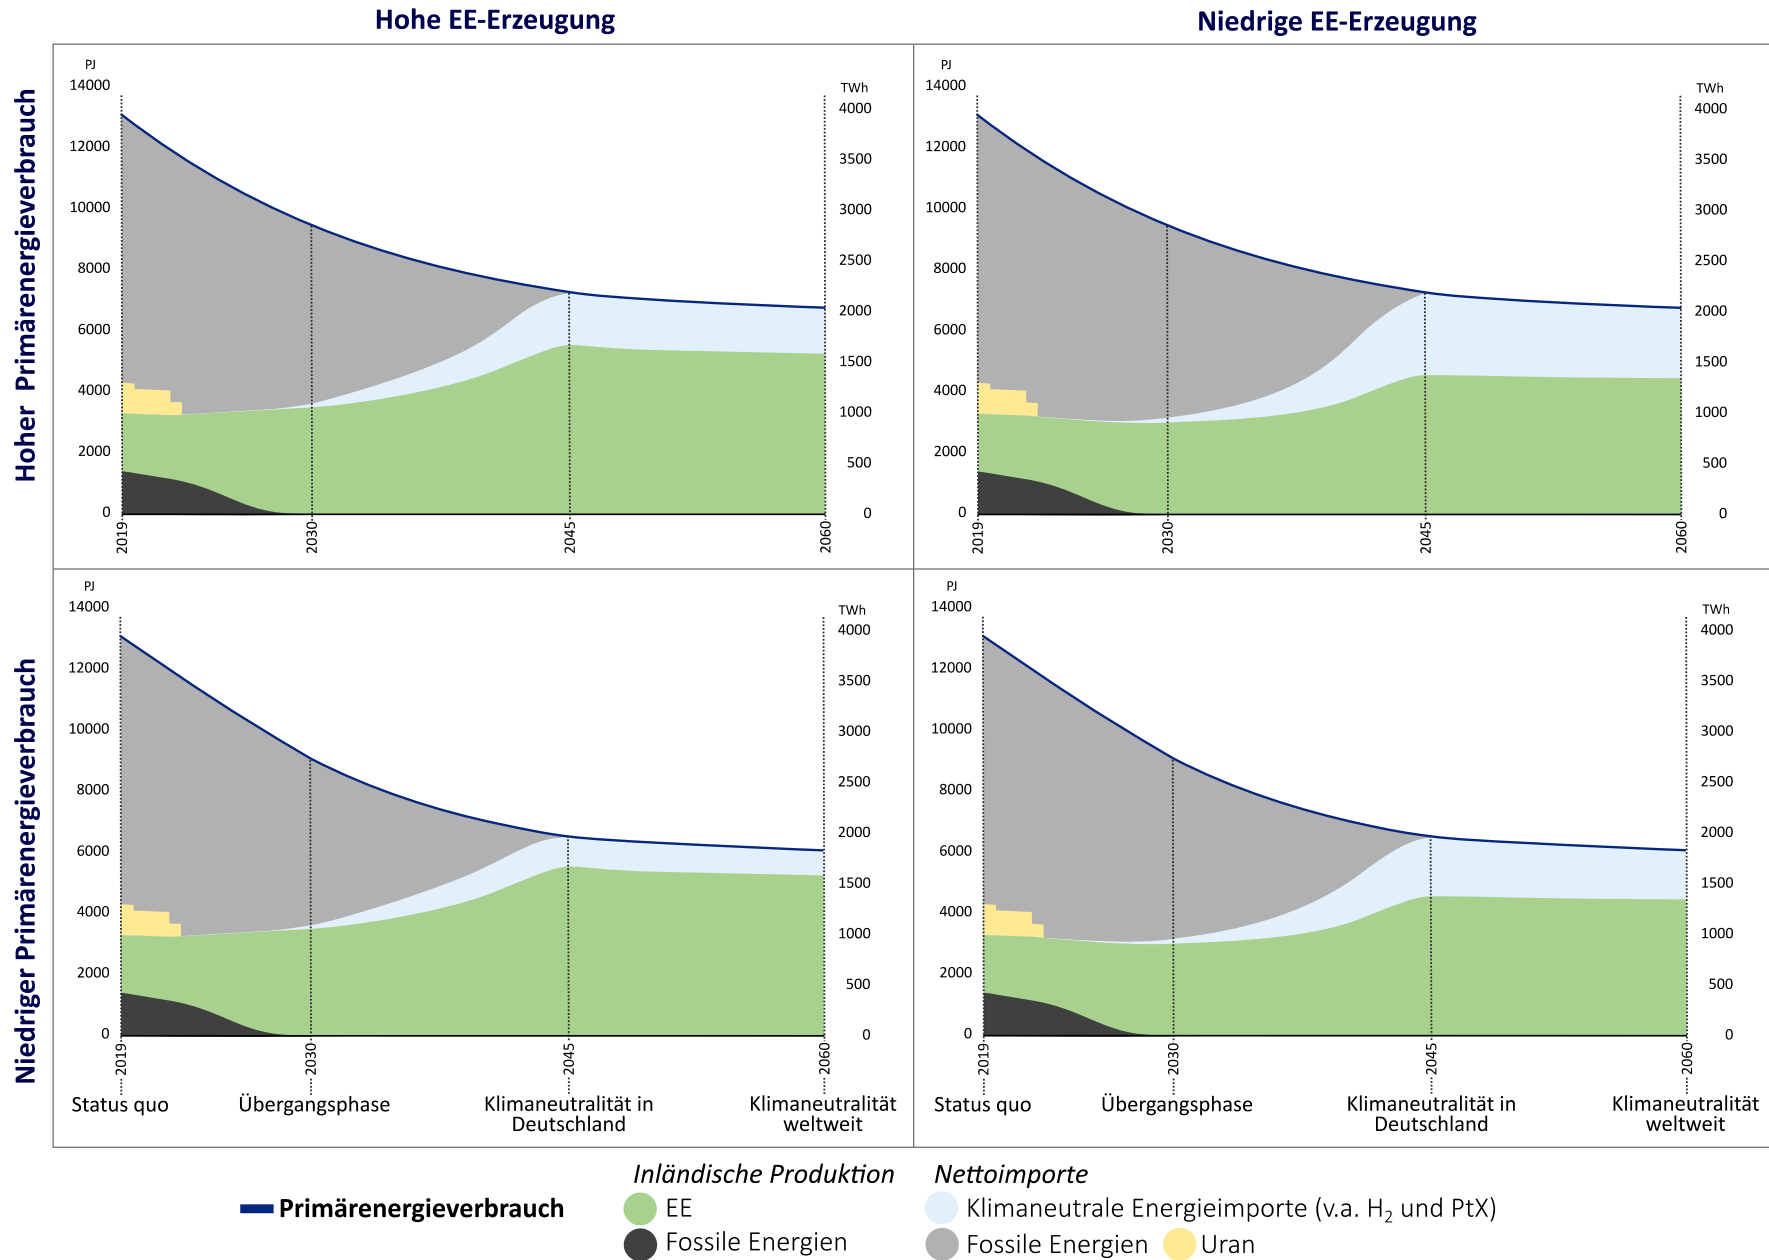 Hohe EE-Erzeugung
Niedrige EE-Erzeugung
Hoher Primärenergieverbrauch
PJ
14000
12000
10000
8000
6000
4000
2000
0
TWh
4000
3500
3000
2500
2000
1500
1000
500
0
2019
2030
2045
2060
PJ
14000
12000
10000
8000
6000
4000
2000
0
TWh
4000
3500
3000
2500
2000
1500
1000
500
0
2019
2030
2045
2060
Niedriger Primärenergieverbrauch
PJ
14000
12000
10000
8000
6000
4000
2000
0
TWh
4000
3500
3000
2500
2000
1500
1000
500
0
2019
2030
2045
2060
Status quo
Übergangsphase
Klimaneutralität in
Deutschland
Klimaneutralität
weltweit
PJ
14000
12000
10000
8000
6000
4000
2000
0
TWh
4000
3500
3000
2500
2000
1500
1000
500
0
2019
2030
2045
2060
Status quo
Übergangsphase
Klimaneutralität in
Deutschland
Klimaneutralität
weltweit
Inländische Produktion
Nettoimporte
Primärenergieverbrauch
EE
Klimaneutrale Energieimporte (v.a. H₂ und PtX)
Fossile Energien
Fossile Energien
Uran